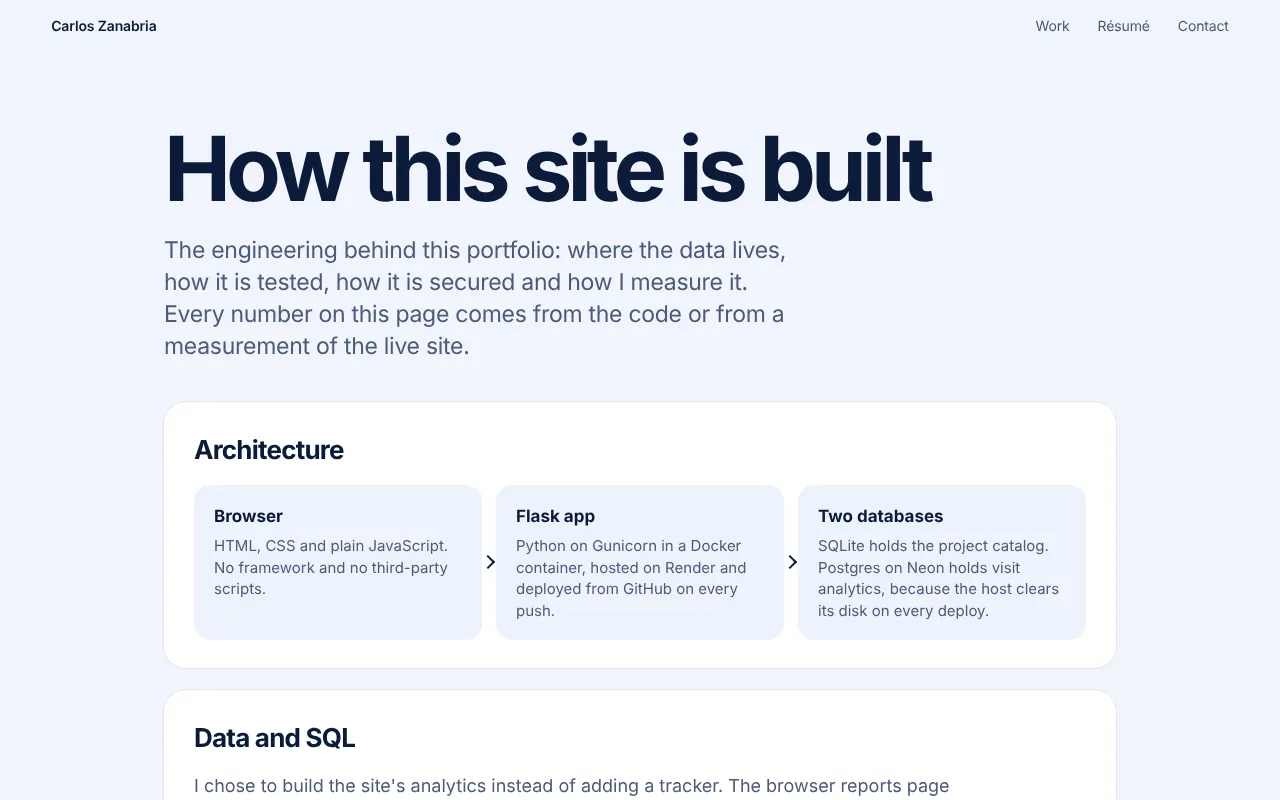 Carlos Zanabria
Work Résumé Contact
How this site is built
The engineering behind this portfolio: where the data lives,
how it is tested, how it is secured and how I measure it.
Every number on this page comes from the code or from a
measurement of the live site.
Architecture
Browser
HTML, CSS and plain JavaScript.
No framework and no third-party
scripts.
Flask app
Python on Gunicorn in a Docker
container, hosted on Render and
deployed from GitHub on every
push.
Two databases
SQLite holds the project catalog.
Postgres on Neon holds visit
analytics, because the host clears
its disk on every deploy.
Data and SQL
I chose to build the site's analytics instead of adding a tracker. The browser reports page